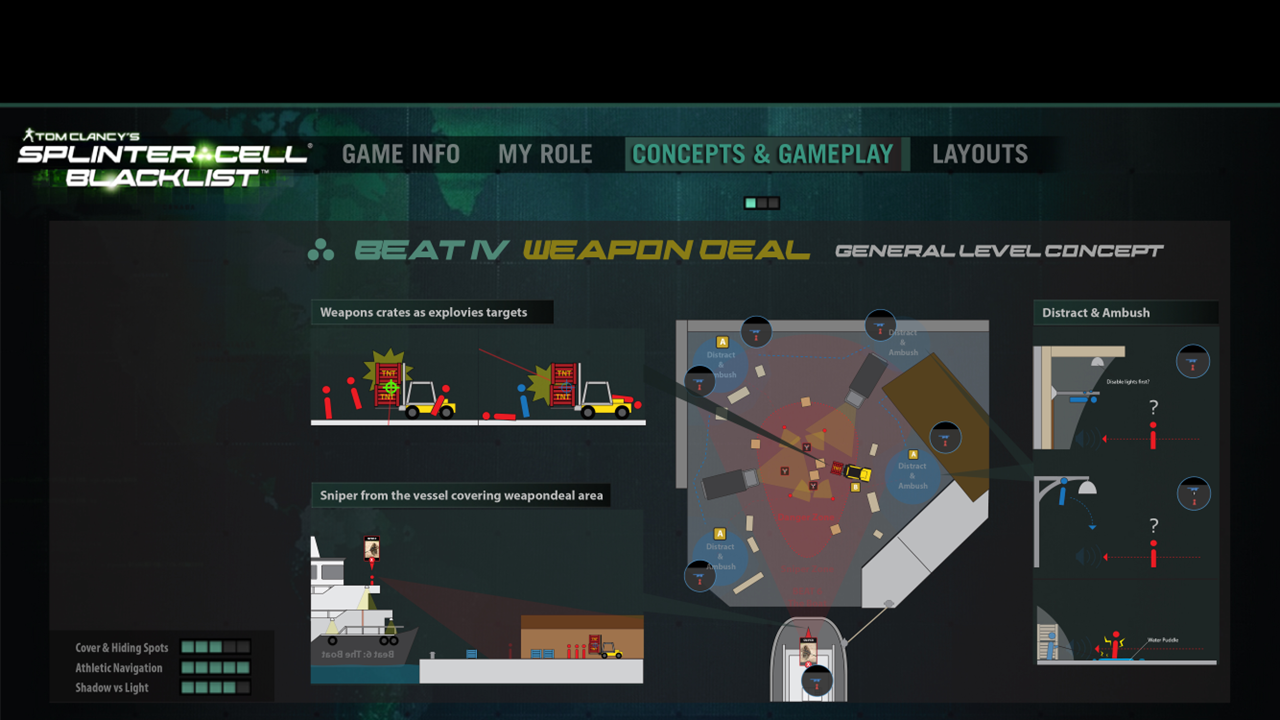 TOM CLANCY'S
SPLINTER CELL®
BLACKLIST™
GAME INFO
MY ROLE
CONCEPTS & GAMEPLAY
LAYOUTS
BEAT IV WEAPON DEAL GENERAL LEVEL CONCEPT
Weapons crates as explovies targets
TNT
TNT
TNT
TNT
Sniper from the vessel covering weapondeal area
Beat 6: The Boat
A
Distract
&
Ambush
Distract
&
Ambush
A
Distract
&
Ambush
A
Distract
&
Ambush
Y
Y
Y
TNT
B
Distract & Ambush
Disable lights first?
?
?
Water Puddle
Cover & Hiding Spots
Athletic Navigation
Shadow vs Light